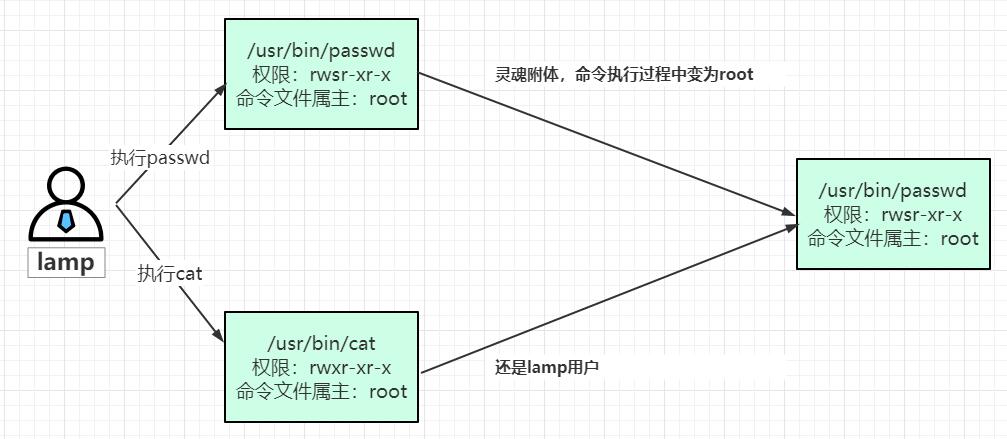 /usr/bin/passwd
权限：rwsr-xr-x
命令文件属主：root
灵魂附体，命令执行过程中变为root
执行passwd
lamp
执行cat
/usr/bin/passwd
权限：rwsr-xr-x
命令文件属主：root
/usr/bin/cat
权限：rwxr-xr-x
命令文件属主：root
还是lamp用户